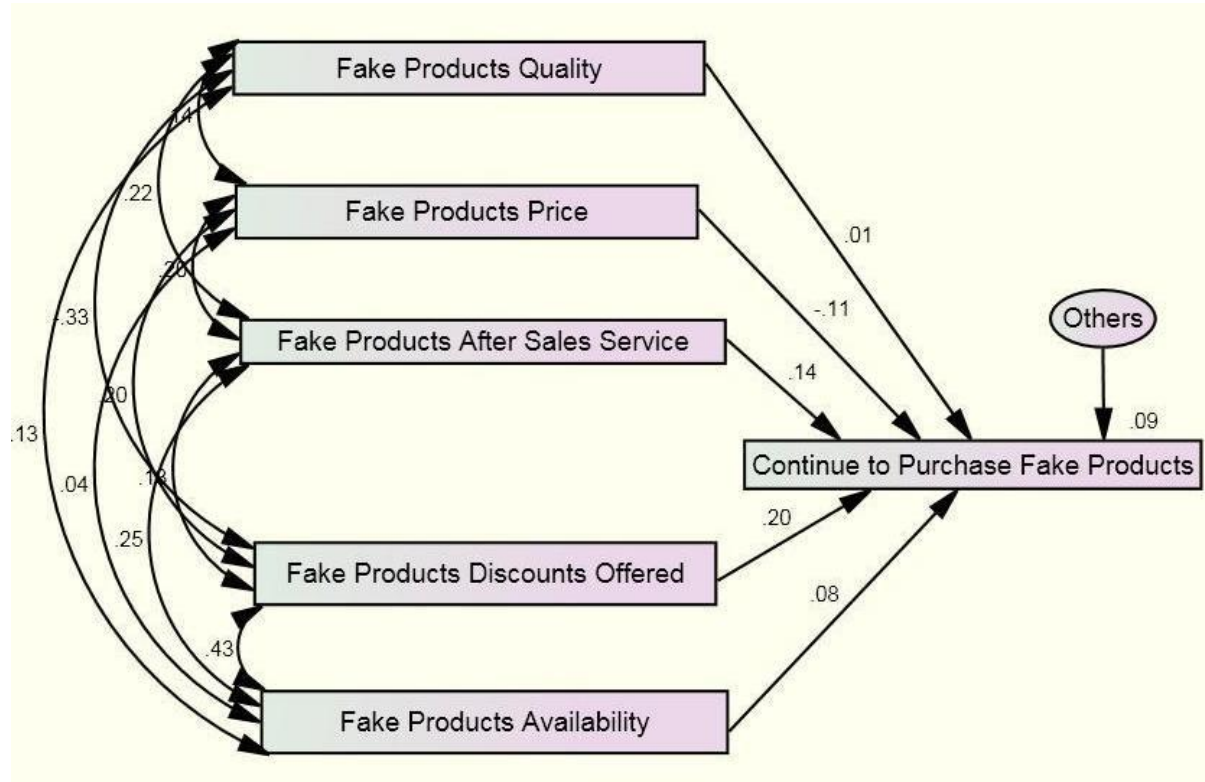 Fake Products Quality
.14
Fake Products Price
.22
.01
.20
-.11
-.33
Others
Fake Products After Sales Service
.14
.20
.09
.13
Continue to Purchase Fake Products
.04
.25
.20
Fake Products Discounts Offered
.08
.43
Fake Products Availability